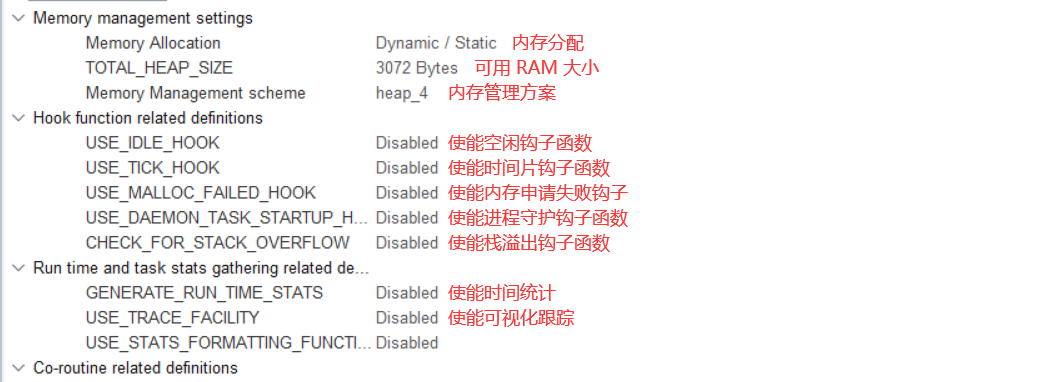 Memory management settings
Memory Allocation Dynamic / Static 内存分配
TOTAL_HEAP_SIZE 3072 Bytes 可用 RAM 大小
Memory Management scheme heap_4 内存管理方案
Hook function related definitions
USE_IDLE_HOOK Disabled 使能空闲钩子函数
USE_TICK_HOOK Disabled 使能时间片钩子函数
USE_MALLOC_FAILED_HOOK Disabled 使能内存申请失败钩子
USE_DAEMON_TASK_STARTUP_H... Disabled 使能进程守护钩子函数
CHECK_FOR_STACK_OVERFLOW Disabled 使能栈溢出钩子函数
Run time and task stats gathering related de...
GENERATE_RUN_TIME_STATS Disabled 使能时间统计
USE_TRACE_FACILITY Disabled 使能可视化跟踪
USE_STATS_FORMATTING_FUNCTI... Disabled
Co-routine related definitions